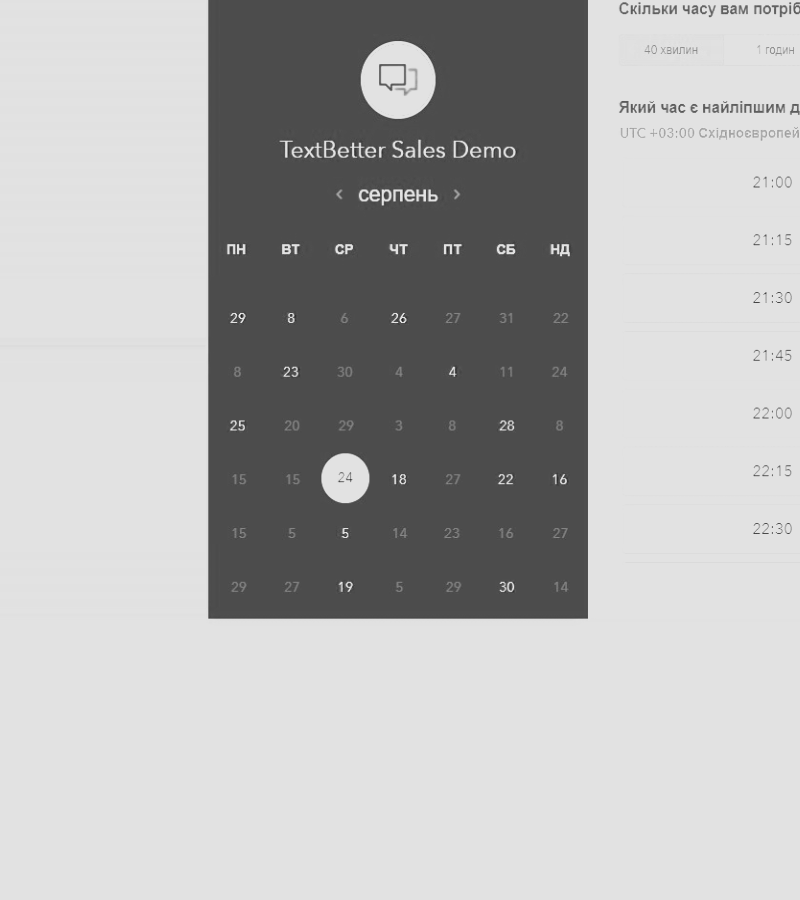 TextBetter Sales Demo
< серпень >
ПН ВТ СР ЧТ ПТ СБ НД
29 8 6 26 27 31 22
8 23 30 4 4 11 24
25 20 29 3 8 28 8
15 15 24 18 27 22 16
15 5 5 14 23 16 27
29 27 19 5 29 30 14
Скільки часу вам потріб
40 хвилин 1 годин
Який час є найліпшим д
UTC +03:00 Східноєвропей
21:00
21:15
21:30
21:45
22:00
22:15
22:30